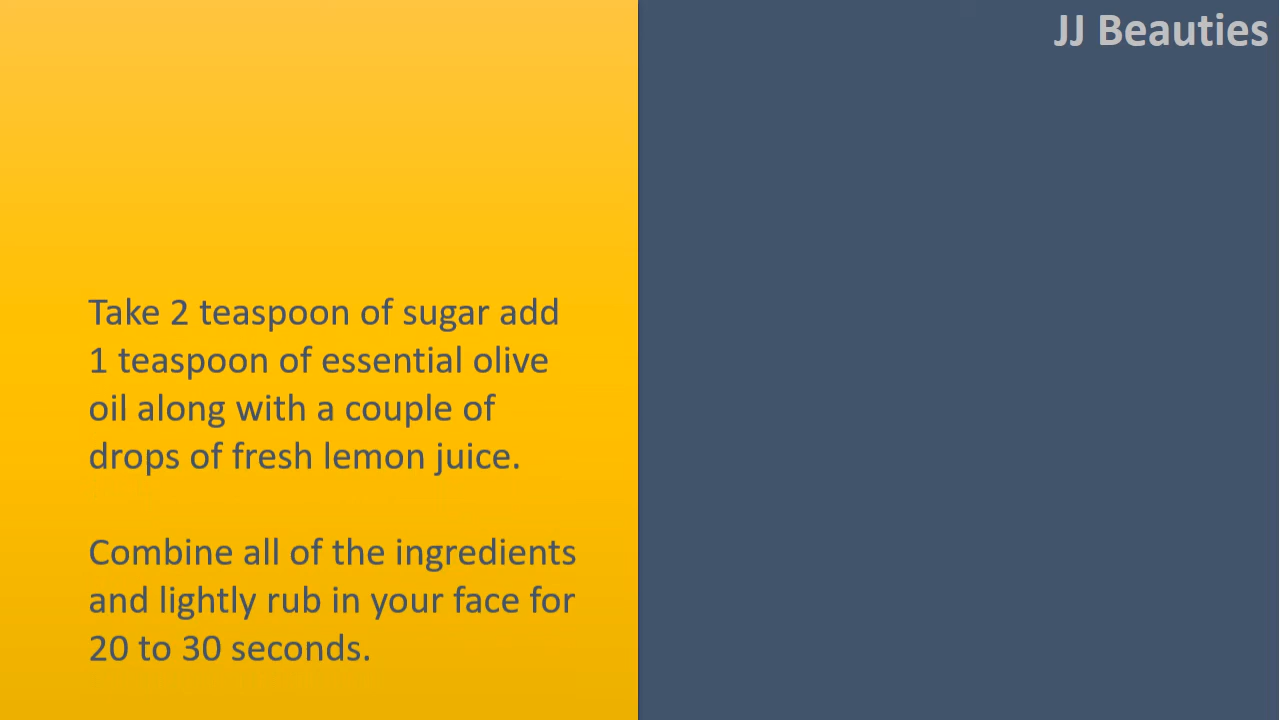 JJ Beauties
Take 2 teaspoon of sugar add
1 teaspoon of essential olive
oil along with a couple of
drops of fresh lemon juice.
Combine all of the ingredients
and lightly rub in your face for
20 to 30 seconds.